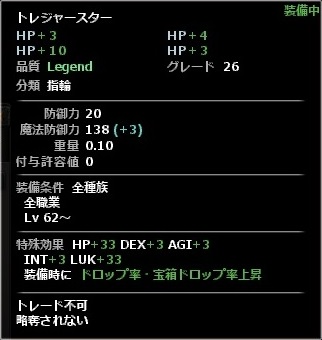 装備中
トレジャースター
HP+3 HP+4
HP+10 HP+3
品質 Legend グレード 26
分類 指輪
防御力 20
魔法防御力 138 (+3)
重量 0.10
付与許容値 0
装備条件 全種族
全職業
Lv 62～
特殊効果 HP+33 DEX+3 AGI+3
INT+3 LUK+33
装備時に ドロップ率・宝箱ドロップ率上昇
トレード不可
略奪されない